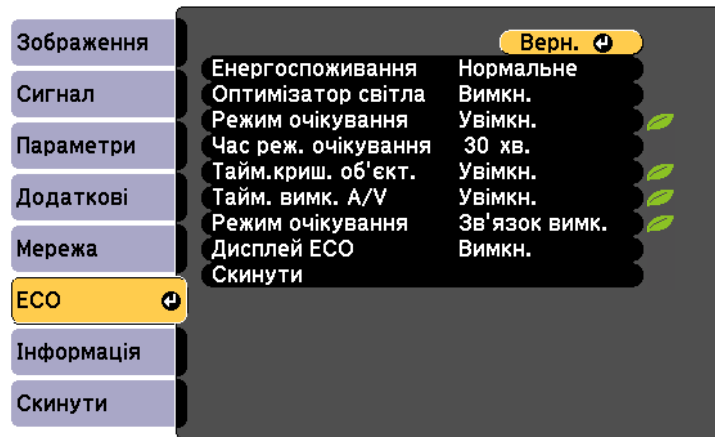 Зображення
Сигнал
Параметри
Додаткові
Мережа
ECO
Інформація
Скинути
Верн.
Енергоспоживання Нормальне
Оптимізатор світла Вимкн.
Режим очікування Увімкн.
Час реж. очікування 30 хв.
Тайм.криш. об'єкт. Увімкн.
Тайм. вимк. A/V Увімкн.
Режим очікування Зв'язок вимк.
Дисплей ECO Вимкн.
Скинути